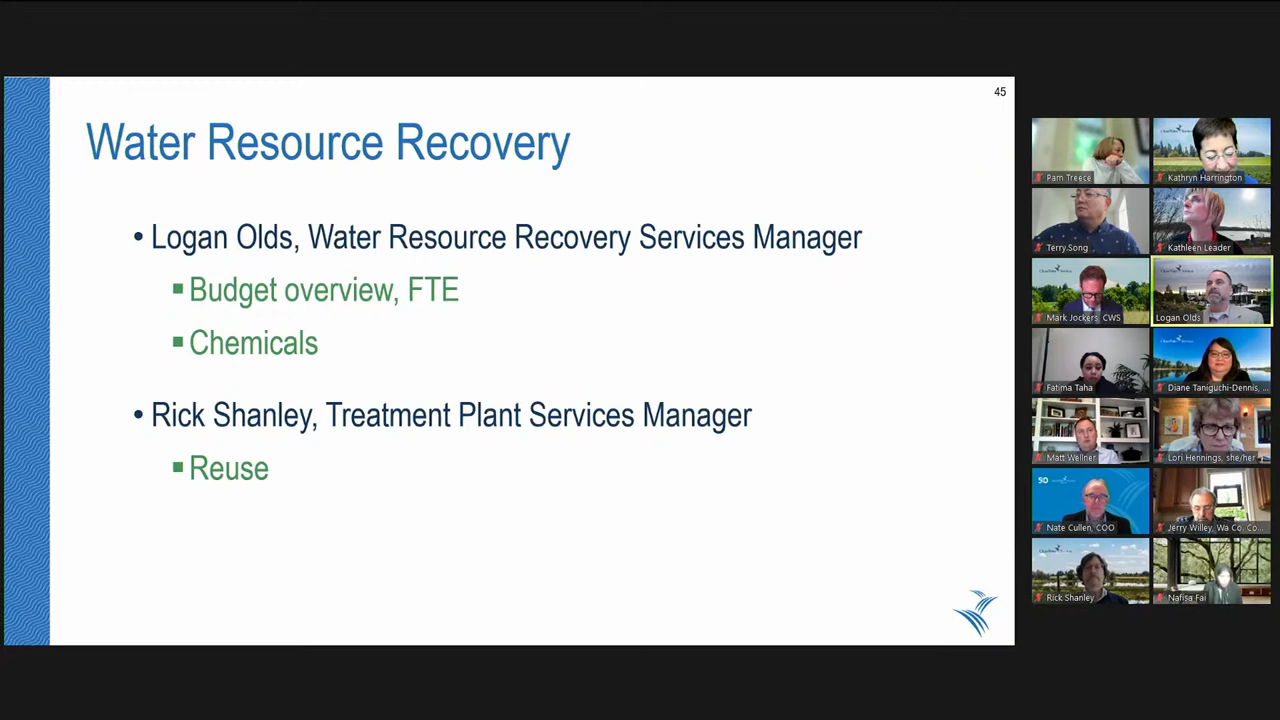 45
Water Resource Recovery
• Logan Olds, Water Resource Recovery Services Manager
▪ Budget overview, FTE
▪ Chemicals
• Rick Shanley, Treatment Plant Services Manager
▪ Reuse
Pam Treece
Kathryn Harrington
Terry Song
Kathleen Leader
Mark Jockers, CWS
Logan Olds
Fatima Taha
Diane Taniguchi-Dennis, ...
Matt Wellner
Lori Hennings, she/her
50
Nate Cullen, COO
Jerry Willey, Wa Co. Co...
Rick Shanley
Nafisa Fai